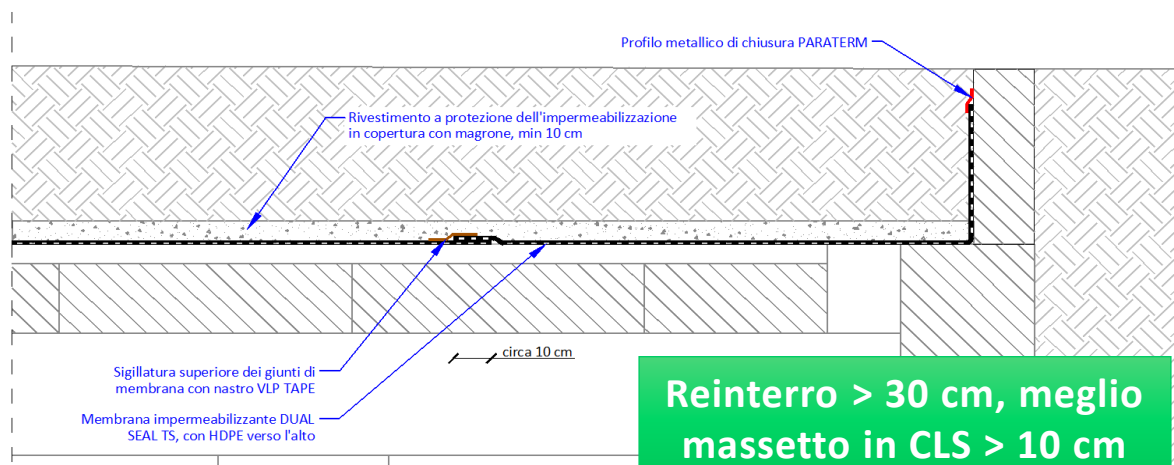 Profilo metallico di chiusura PARATERM
Rivestimento a protezione dell'impermeabilizzazione
in copertura con magrone, min 10 cm
circa 10 cm
Sigillatura superiore dei giunti di
membrana con nastro VLP TAPE
Membrana impermeabilizzante DUAL
SEAL TS, con HDPE verso l'alto
Reinterro > 30 cm, meglio
massetto in CLS > 10 cm